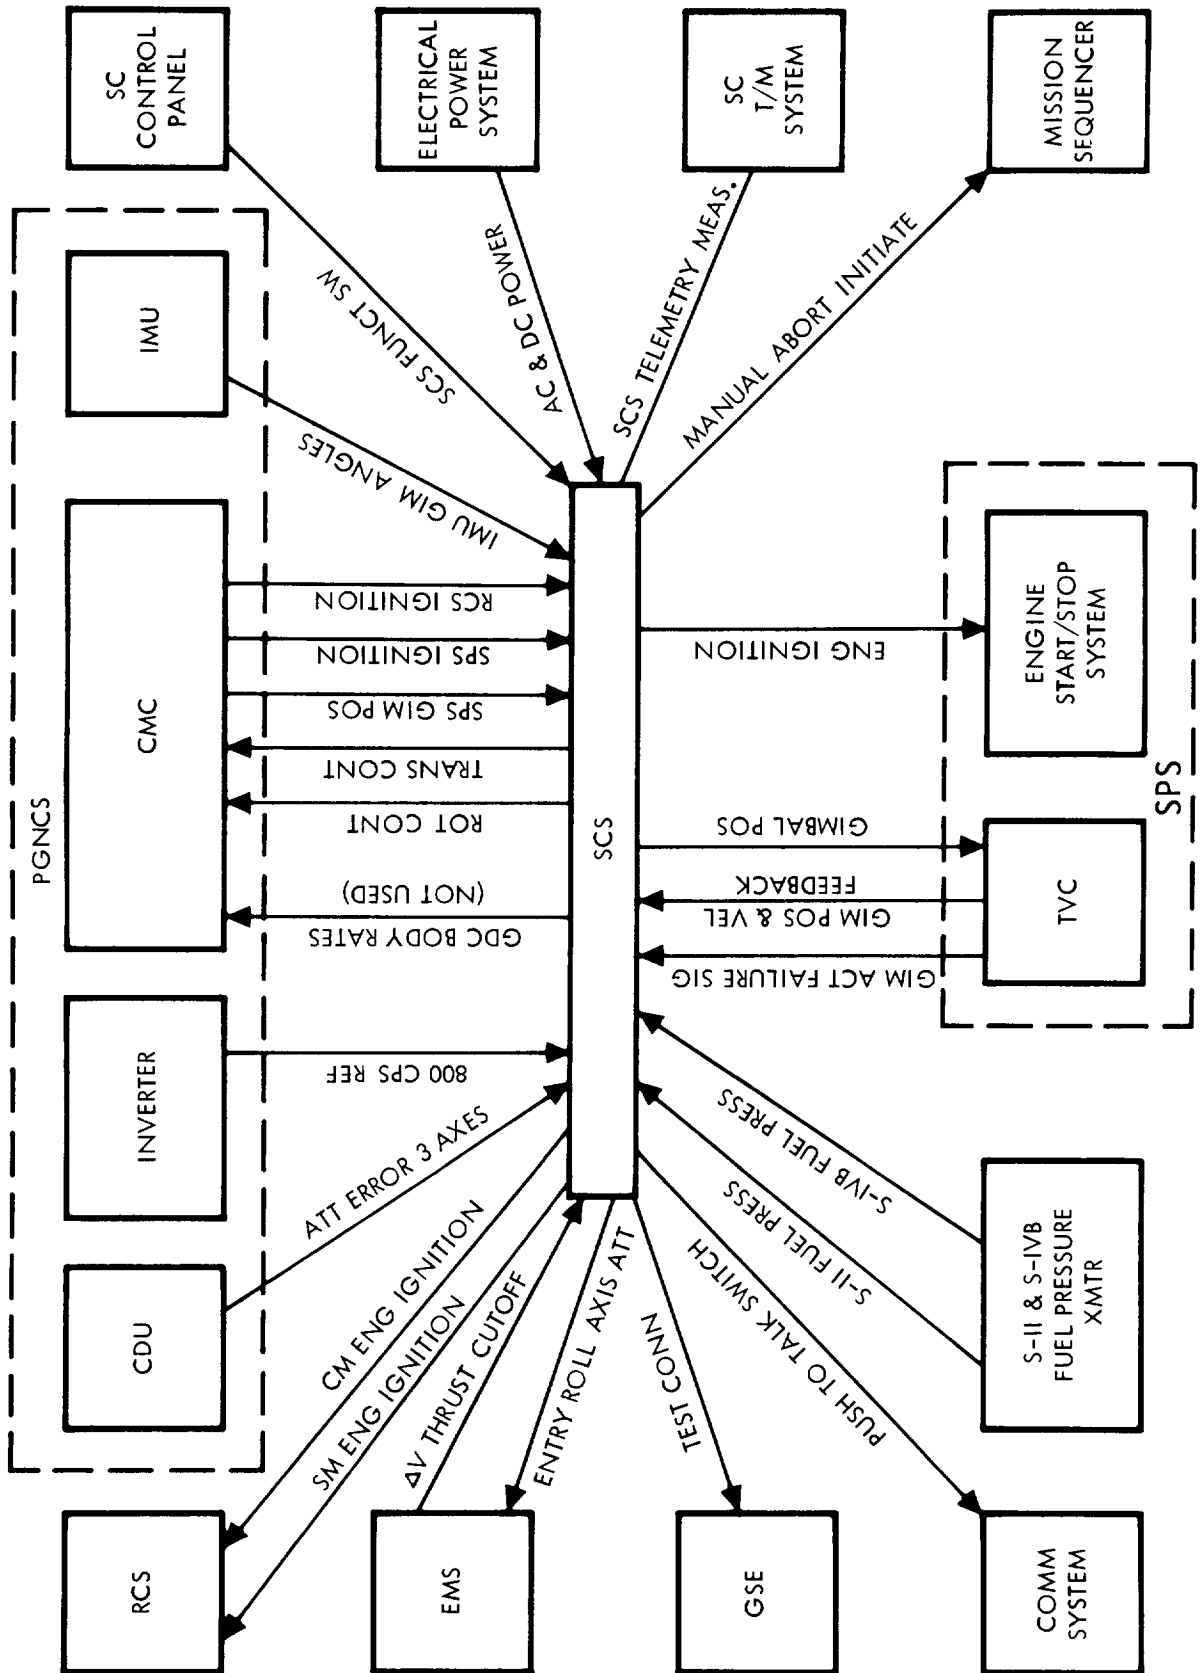 PGNCS
RCS
CDU
INVERTER
CMC
IMU
SC
CONTROL
PANEL
CM ENG IGNITION
SM ENG IGNITION
ATT ERROR 3 AXES
800 CPS REF
GDC BODY RATES
(NOT USED)
ROT CONT
TRANS CONT
SPS GIM POS
SPS IGNITION
RCS IGNITION
IMU GIM ANGLES
SCS FUNCT SW
EMS
ΔV THRUST CUTOFF
ENTRY ROLL AXIS ATT
SCS
AC & DC POWER
ELECTRICAL
POWER
SYSTEM
GSE
TEST CONN
SCS TELEMETRY MEAS.
SC
T/M
SYSTEM
PUSH TO TALK SWITCH
S-II FUEL PRESS
S-IVB FUEL PRESS
GIM ACT FAILURE SIG
GIM POS & VEL
FEEDBACK
GIMBAL POS
ENG IGNITION
MANUAL ABORT INITIATE
COMM
SYSTEM
S-II & S-IVB
FUEL PRESSURE
XMTR
TVC
ENGINE
START/STOP
SYSTEM
MISSION
SEQUENCER
SPS